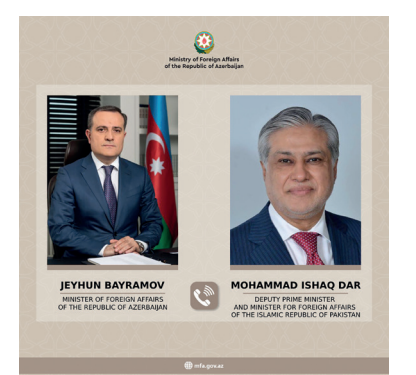 Ministry of Foreign Affairs
of the Republic of Azerbaijan
JEYHUN BAYRAMOV
MINISTER OF FOREIGN AFFAIRS
OF THE REPUBLIC OF AZERBAIJAN
MOHAMMAD ISHAQ DAR
DEPUTY PRIME MINISTER
AND MINISTER FOR FOREIGN AFFAIRS
OF THE ISLAMIC REPUBLIC OF PAKISTAN
mfa.gov.az